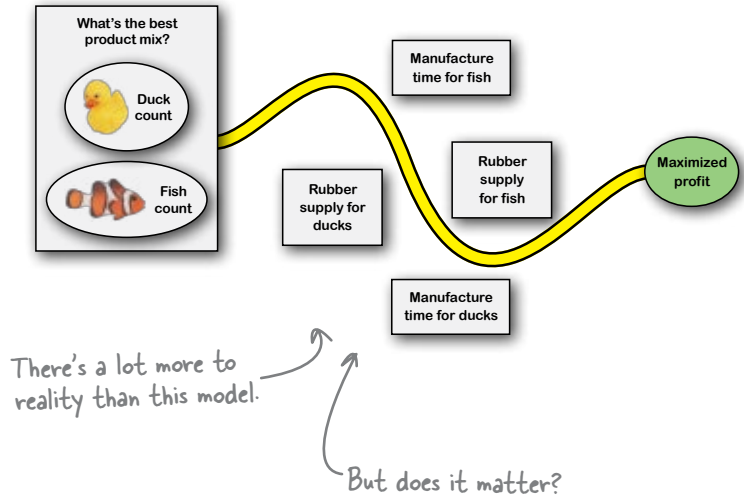 What's the best
product mix?
Duck
count
Fish
count
Manufacture
time for fish
Rubber
supply for
ducks
Rubber
supply
for fish
Manufacture
time for ducks
Maximized
profit
There's a lot more to
reality than this model.
But does it matter?